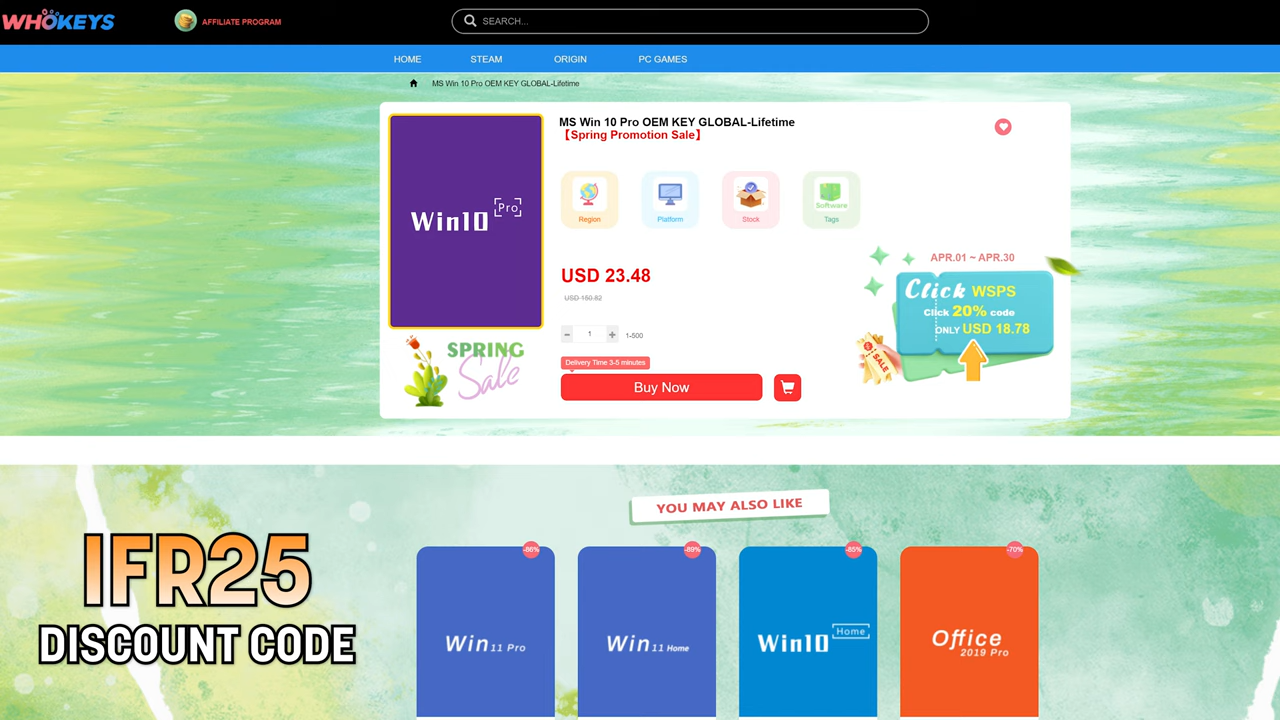 WHOKEYS
AFFILIATE PROGRAM
SEARCH...
HOME
STEAM
ORIGIN
PC GAMES
MS Win 10 Pro OEM KEY GLOBAL-Lifetime
MS Win 10 Pro OEM KEY GLOBAL-Lifetime
【Spring Promotion Sale】
Win10 Pro
Region
Platform
Stock
Software
Tags
USD 23.48
USD 150.82
1
1-500
Delivery Time 3-5 minutes
Buy Now
SPRING
Sale
APR.01 ~ APR.30
Click WSPS
Click 20% code
ONLY USD 18.78
SALE
YOU MAY ALSO LIKE
-86%
-89%
-85%
-70%
Win 11 Pro
Win 11 Home
Win10 Home
Office
2019 Pro
IFR25
DISCOUNT CODE